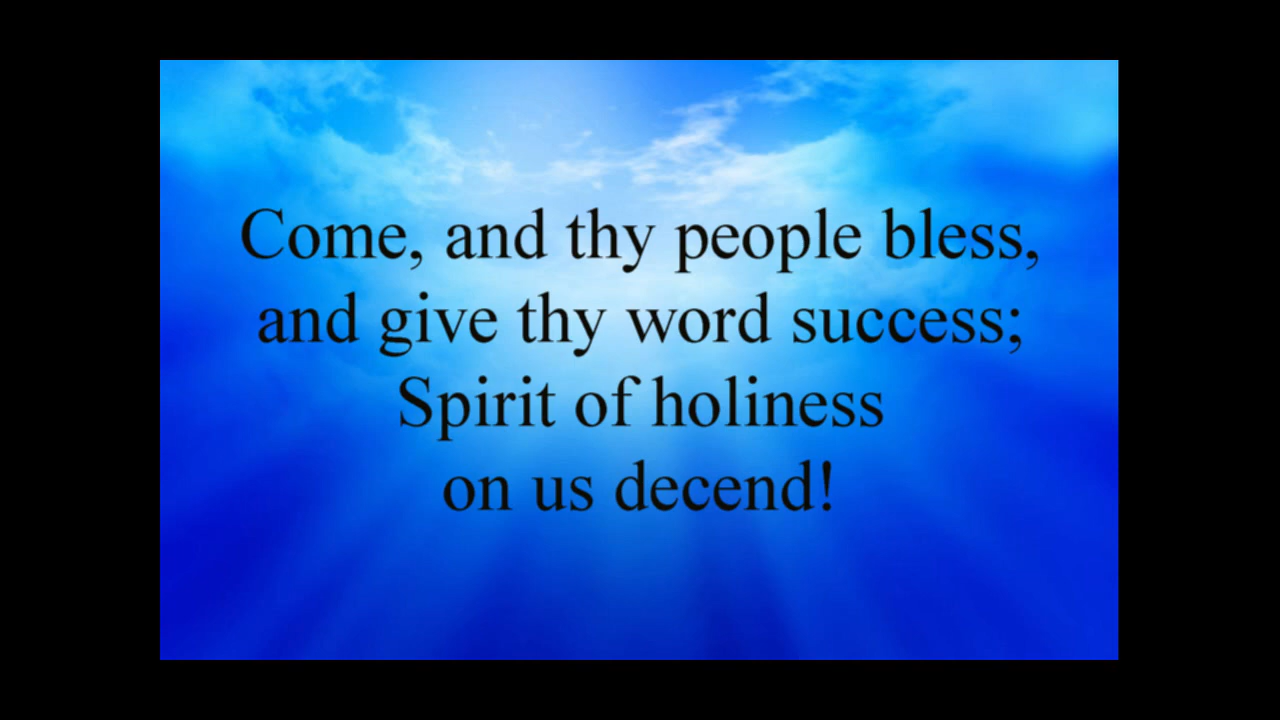 Come, and thy people bless,
and give thy word success;
Spirit of holiness
on us decend!